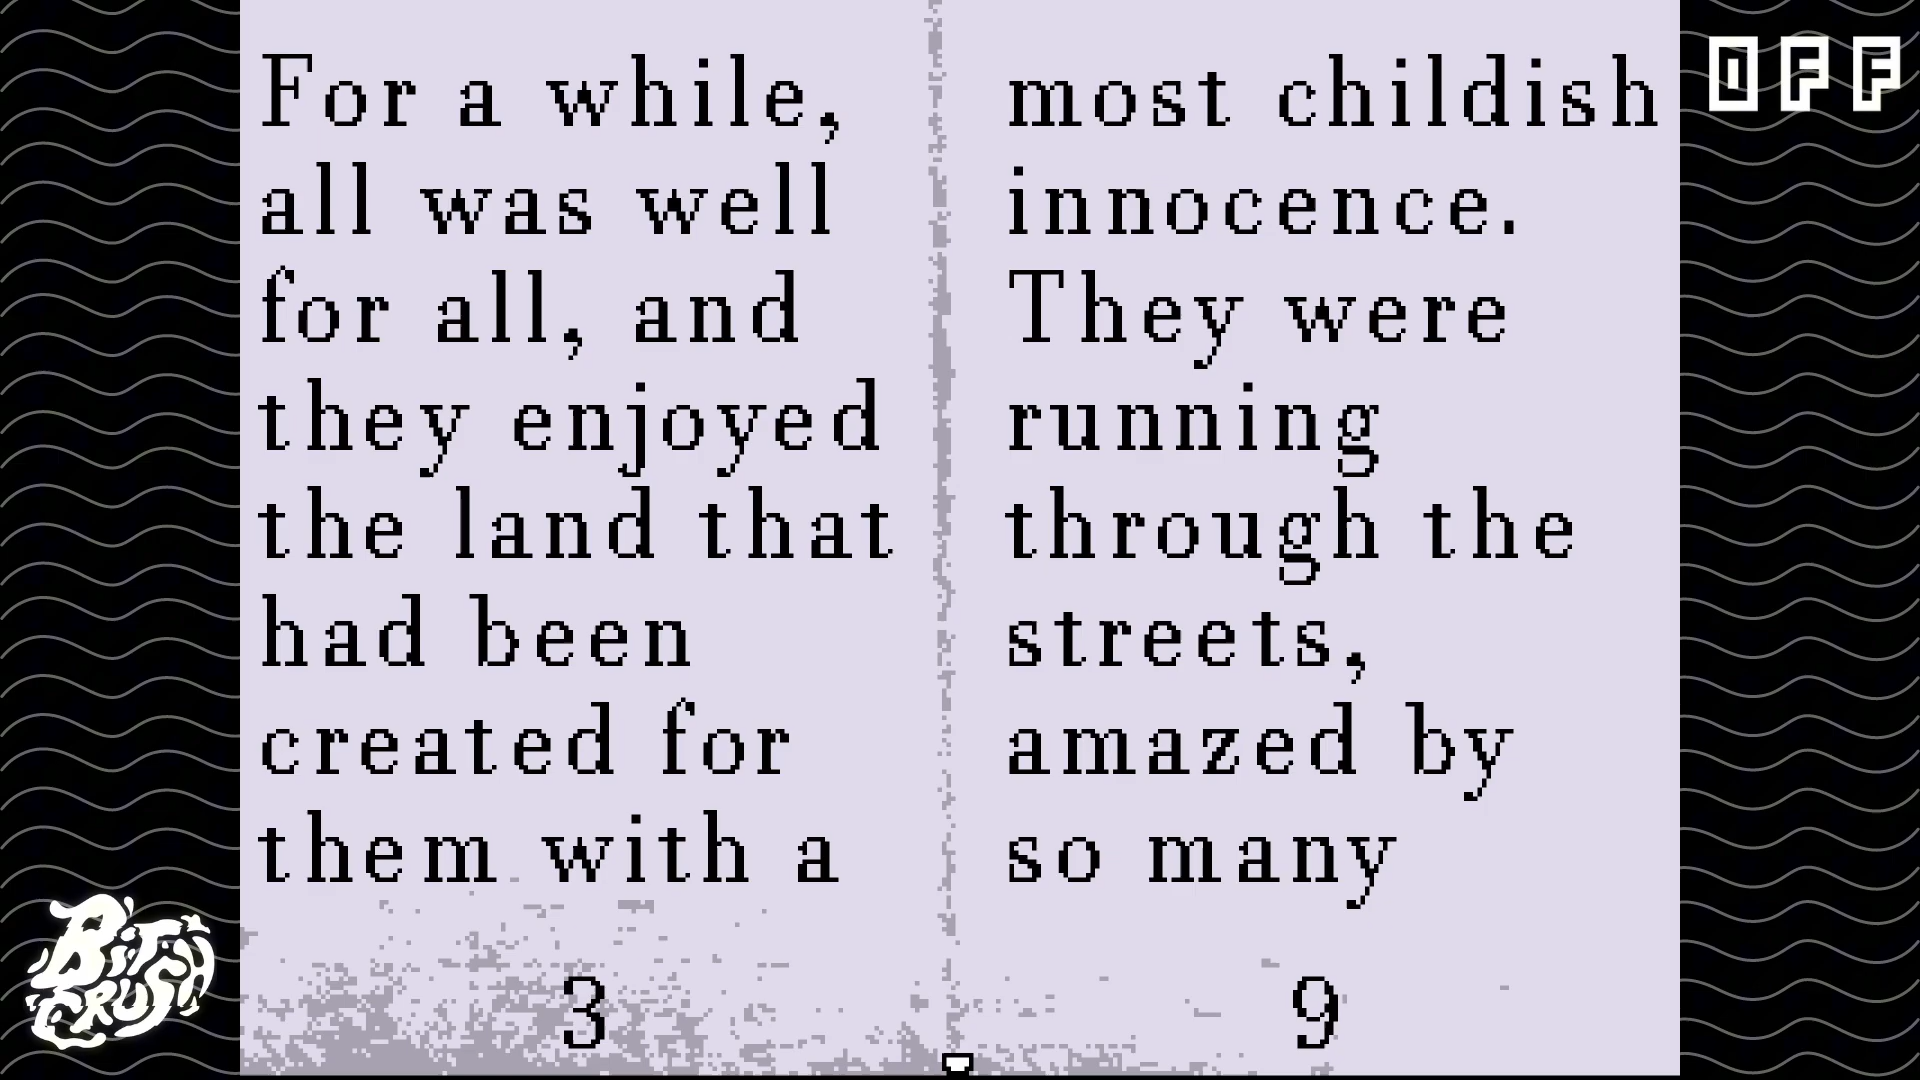 For a while,
all was well
for all, and
they enjoyed
the land that
had been
created for
them with a
3
most childish
innocence.
They were
running
through the
streets,
amazed by
so many
9
OFF
BITCRUSH